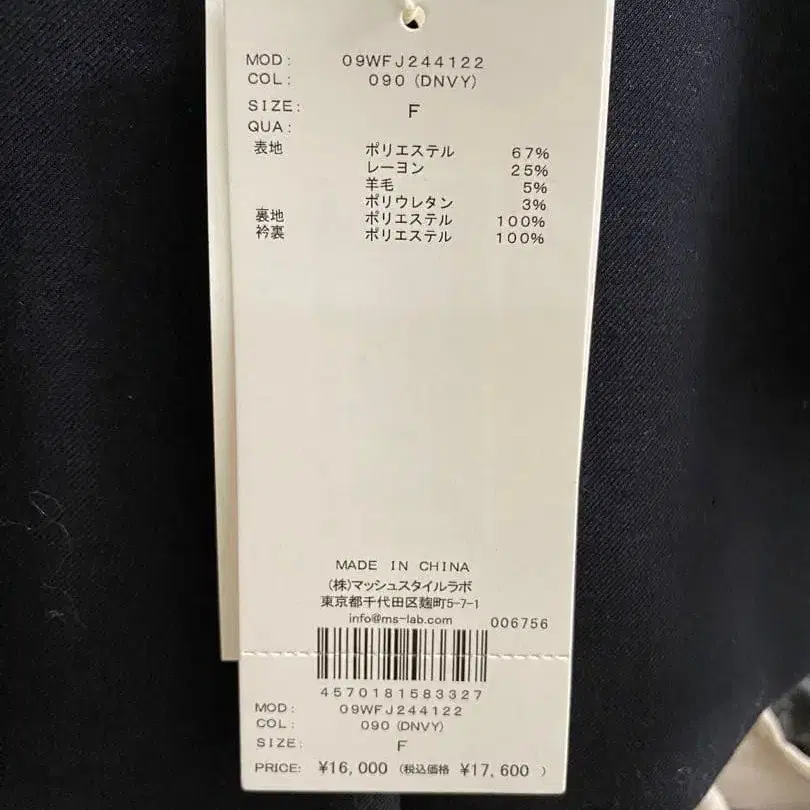 MOD: 09WFJ244122
COL: 090 (DNVY)
SIZE: F
QUA:
表地 ポリエステル 67%
レーヨン 25%
羊毛 5%
ポリウレタン 3%
裏地 ポリエステル 100%
衿裏 ポリエステル 100%
MADE IN CHINA
(株)マッシュスタイルラボ
東京都千代田区麹町5-7-1
info@ms-lab.com 006756
4570181583327
MOD: 09WFJ244122
COL: 090 (DNVY)
SIZE: F
PRICE: ¥16,000 (税込価格 ¥17,600 )